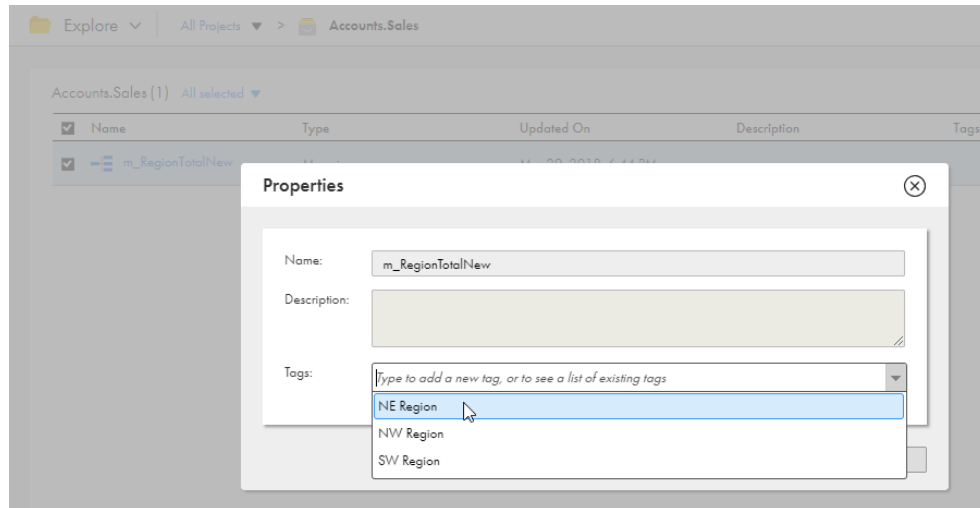 Explore All Projects > Accounts.Sales
Accounts.Sales (1) All selected
Name Type Updated On Description Tags
m_RegionTotalNew
Properties
Name: m_RegionTotalNew
Description:
Tags: Type to add a new tag, or to see a list of existing tags
NE Region
NW Region
SW Region